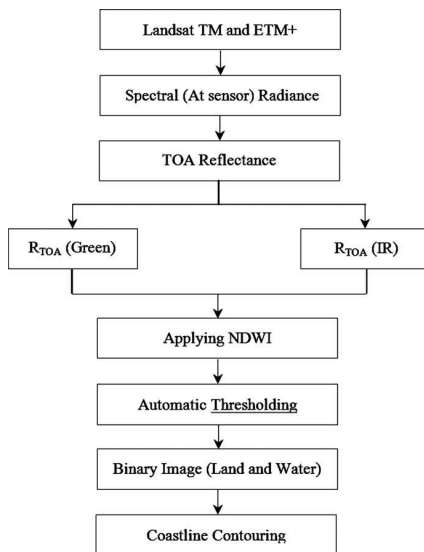 Landsat TM and ETM+
Spectral (At sensor) Radiance
TOA Reflectance
RTOA (Green)
RTOA (IR)
Applying NDWI
Automatic Thresholding
Binary Image (Land and Water)
Coastline Contouring